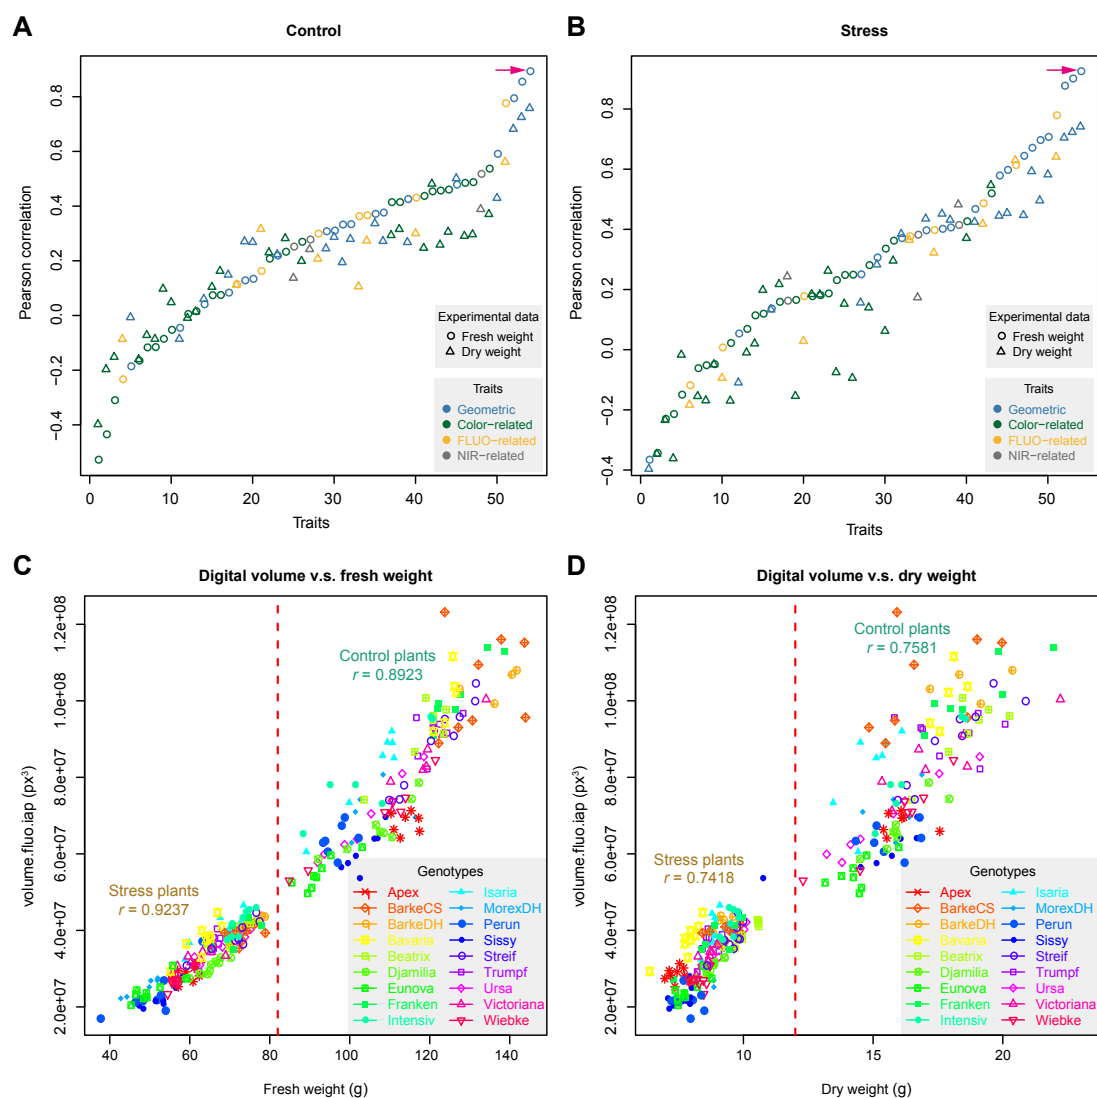 A
Control
Pearson correlation
0.8
0.6
0.4
0.2
0.0
−0.2
−0.4
Experimental data
Fresh weight
Dry weight
Traits
Geometric
Color−related
FLUO−related
NIR−related
0 10 20 30 40 50
Traits
B
Stress
Pearson correlation
0.8
0.6
0.4
0.2
0.0
−0.2
−0.4
Experimental data
Fresh weight
Dry weight
Traits
Geometric
Color−related
FLUO−related
NIR−related
0 10 20 30 40 50
Traits
C
Digital volume v.s. fresh weight
volume.fluo.iap (px³)
1.2e+08
1.0e+08
8.0e+07
6.0e+07
4.0e+07
2.0e+07
Control plants
r = 0.8923
Stress plants
r = 0.9237
Genotypes
Apex
BarkeCS
BarkeDH
Bavaria
Beatrix
Djamilia
Eunova
Franken
Intensiv
Isaria
MorexDH
Perun
Sissy
Streif
Trumpf
Ursa
Victoriana
Wiebke
40 60 80 100 120 140
Fresh weight (g)
D
Digital volume v.s. dry weight
volume.fluo.iap (px³)
1.2e+08
1.0e+08
8.0e+07
6.0e+07
4.0e+07
2.0e+07
Control plants
r = 0.7581
Stress plants
r = 0.7418
Genotypes
Apex
BarkeCS
BarkeDH
Bavaria
Beatrix
Djamilia
Eunova
Franken
Intensiv
Isaria
MorexDH
Perun
Sissy
Streif
Trumpf
Ursa
Victoriana
Wiebke
10 15 20
Dry weight (g)